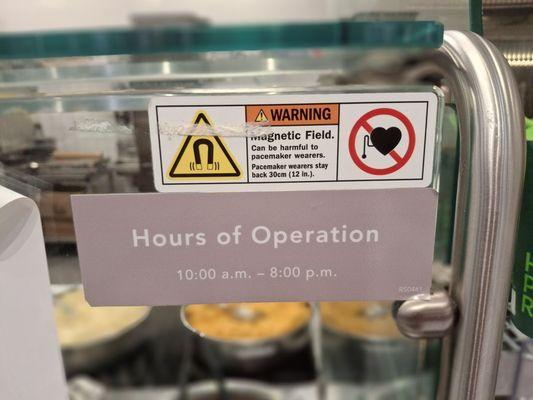 WARNING
Magnetic Field.
Can be harmful to
pacemaker wearers.
Pacemaker wearers stay
back 30cm (12 in.).
Hours of Operation
10:00 a.m. – 8:00 p.m.